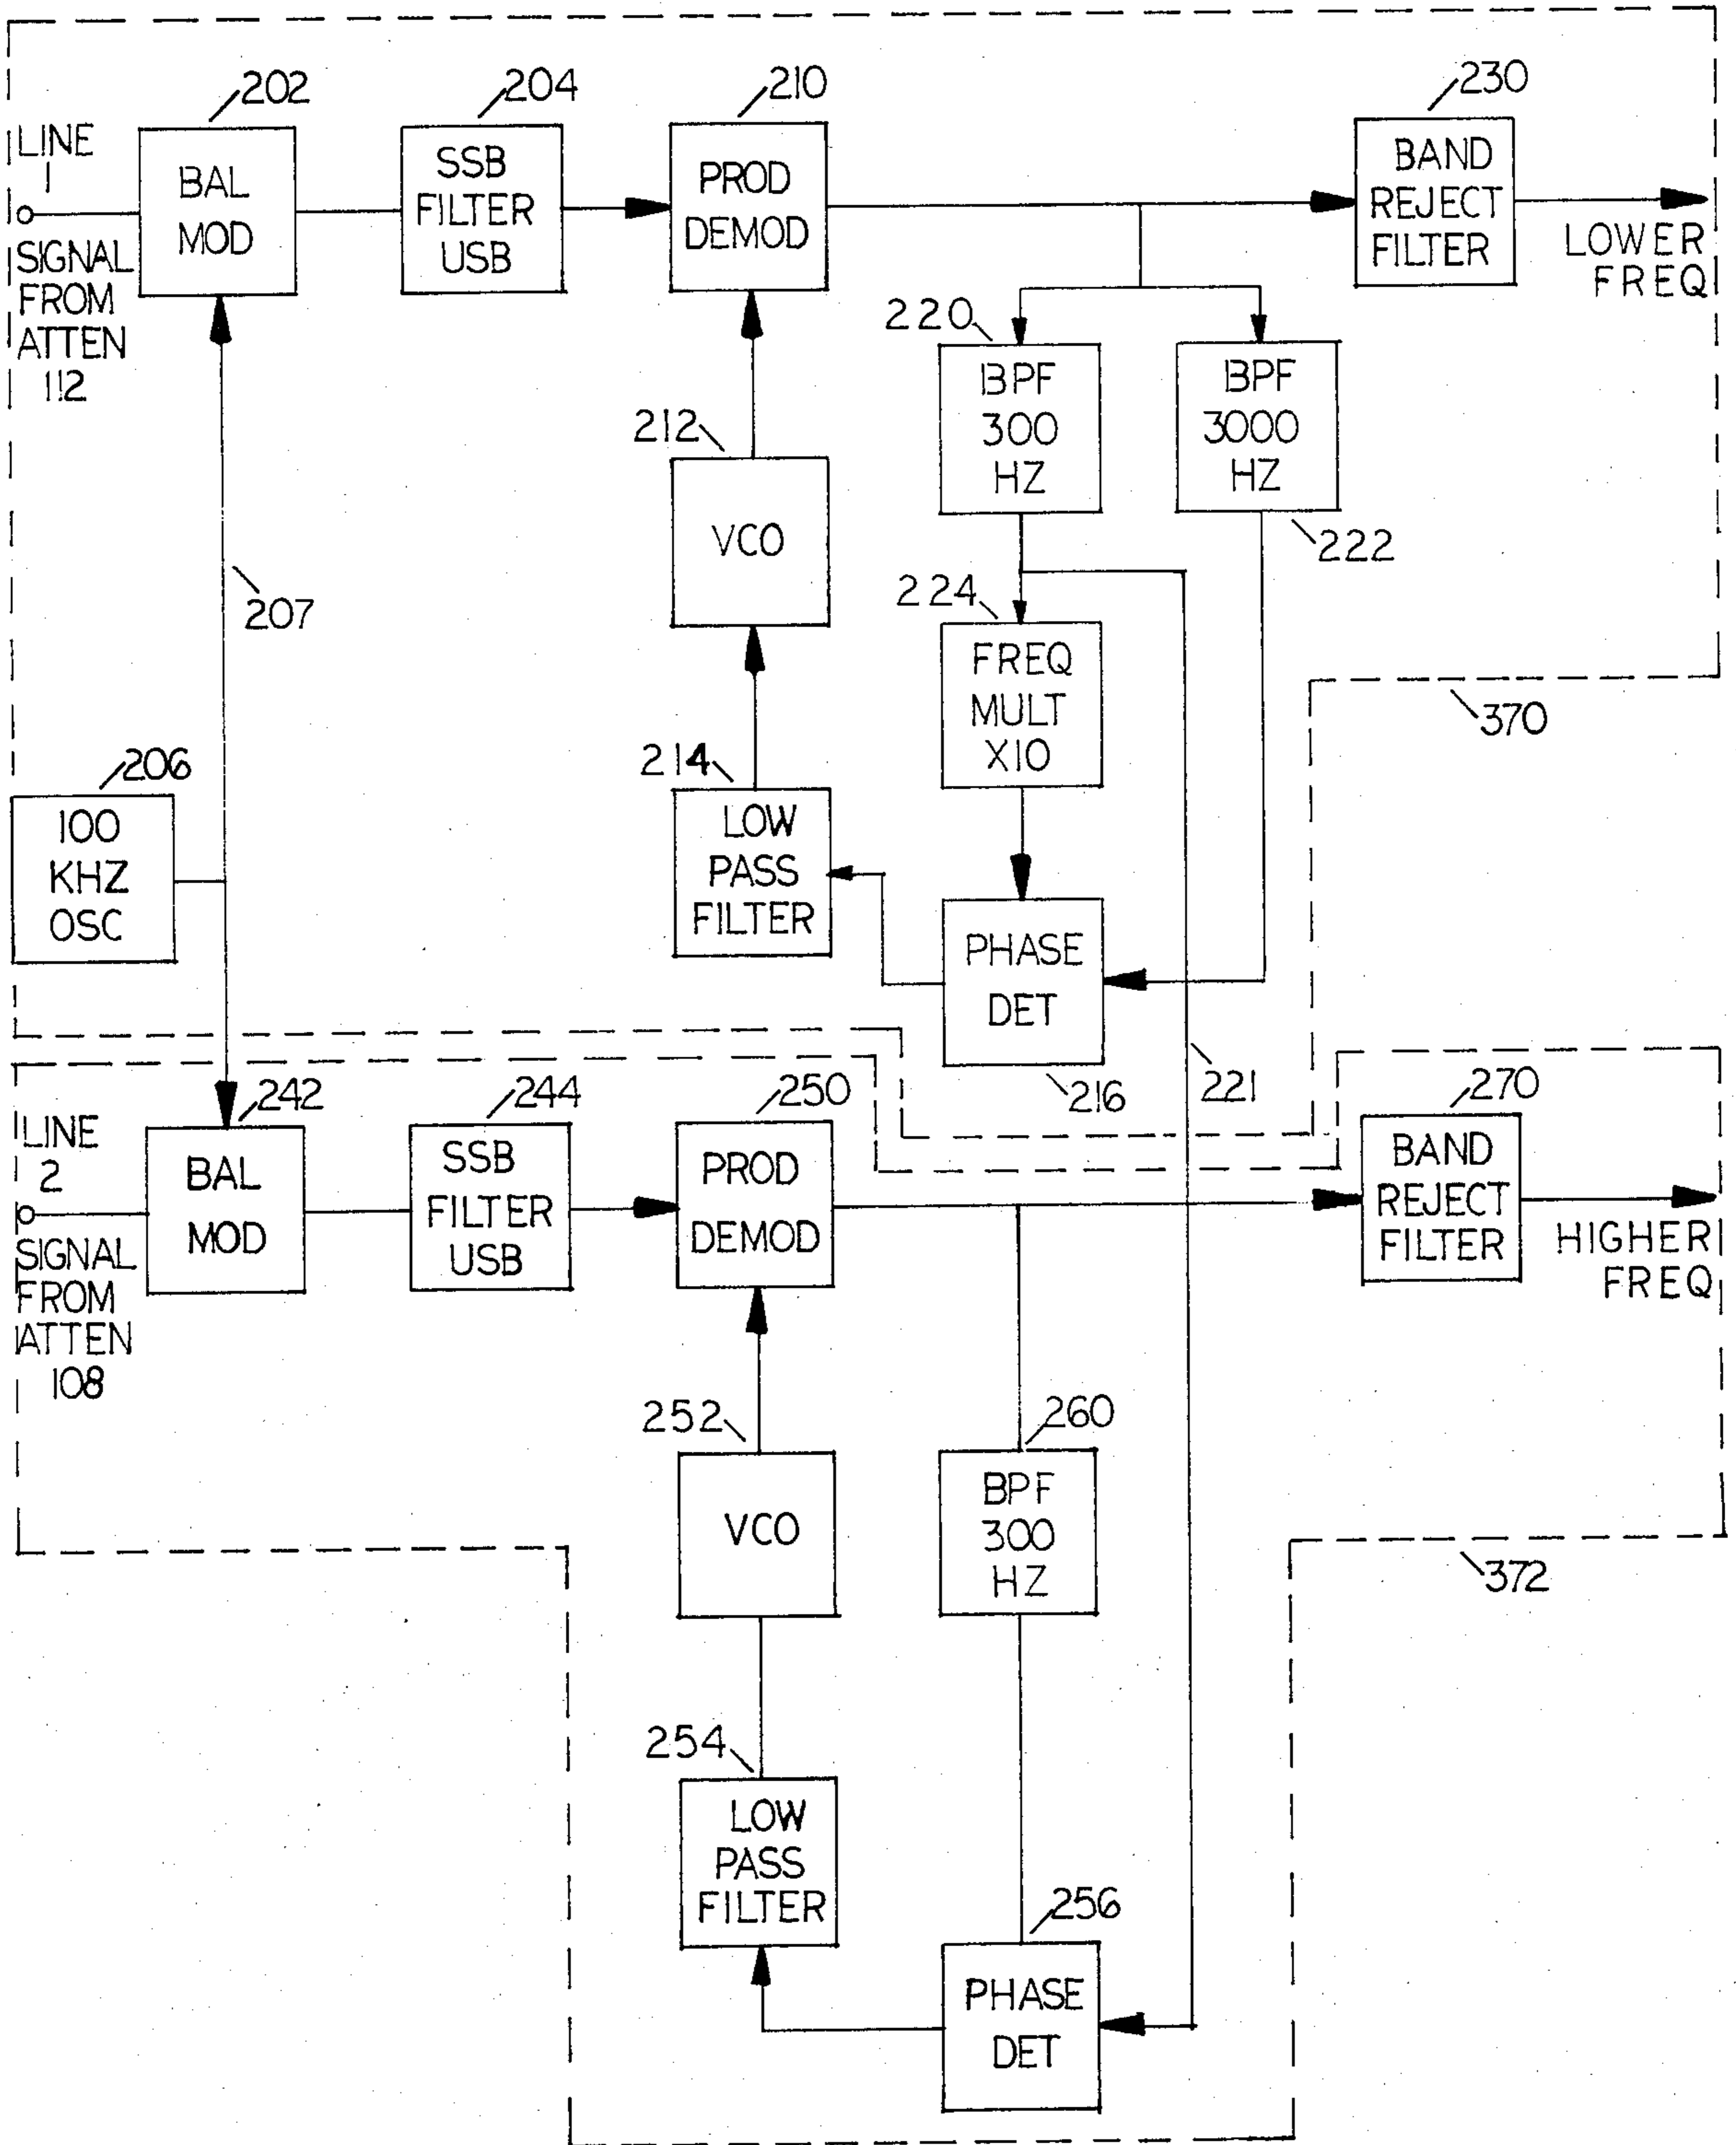 202
204
210
230
LINE
1
SIGNAL
FROM
ATTEN
112
BAL
MOD
SSB
FILTER
USB
PROD
DEMOD
BAND
REJECT
FILTER
LOWER
FREQ
220
BPF
300
HZ
BPF
3000
HZ
222
212
VCO
207
224
FREQ
MULT
X10
370
206
100
KHZ
OSC
214
LOW
PASS
FILTER
PHASE
DET
216
221
242
244
250
270
LINE
2
SIGNAL
FROM
ATTEN
108
BAL
MOD
SSB
FILTER
USB
PROD
DEMOD
BAND
REJECT
FILTER
HIGHER
FREQ
252
VCO
260
BPF
300
HZ
372
254
LOW
PASS
FILTER
256
PHASE
DET